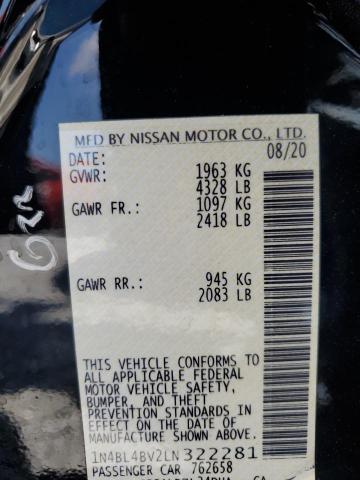 MFD BY NISSAN MOTOR CO., LTD.
DATE: 08/20
GVWR: 1963 KG
4328 LB
GAWR FR.: 1097 KG
2418 LB
GAWR RR.: 945 KG
2083 LB
THIS VEHICLE CONFORMS TO
ALL APPLICABLE FEDERAL
MOTOR VEHICLE SAFETY,
BUMPER, AND THEFT
PREVENTION STANDARDS IN
EFFECT ON THE DATE OF
MANUFACTURE SHOWN ABOVE.
1N4BL4BV2LN322281
PASSENGER CAR 762658
CA